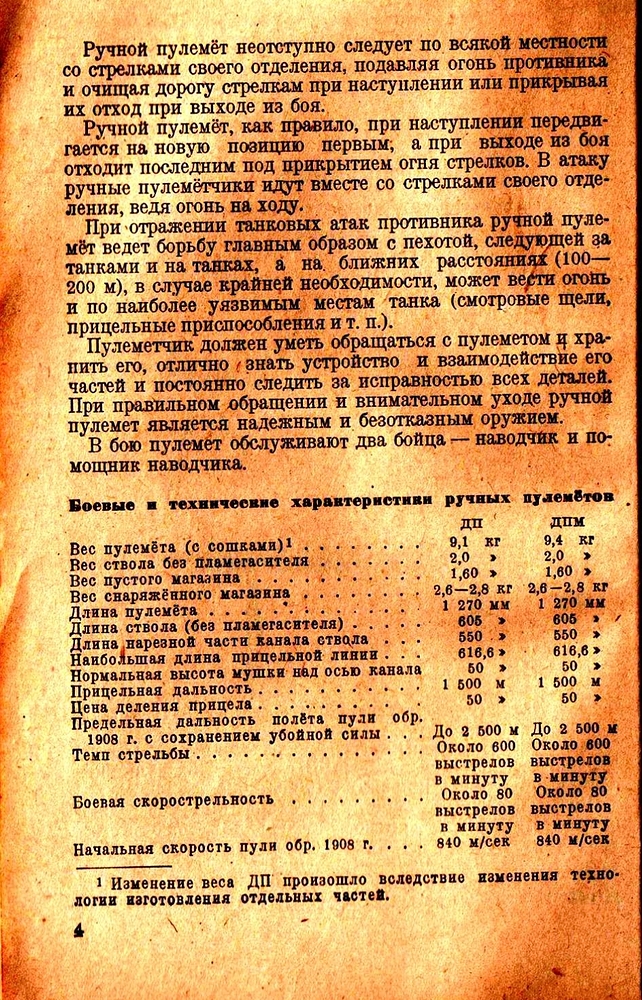 Ручной пулемёт неотступно следует по всякой местности
со стрелками своего отделения, подавляя огонь противника
и очищая дорогу стрелкам при наступлении или прикрывая
их отход при выходе из боя.
Ручной пулемёт, как правило, при наступлении передви-
гается на новую позицию первым, а при выходе из боя
отходит последним под прикрытием огня стрелков. В атаку
ручные пулемётчики идут вместе со стрелками своего отде-
ления, ведя огонь на ходу.
При отражении танковых атак противника ручной пуле-
мёт ведет борьбу главным образом с пехотой, следующей за
танками и на танках, а на ближних расстояниях (100—
200 м), в случае крайней необходимости, может вести огонь
и по наиболее уязвимым местам танка (смотровые щели,
прицельные приспособления и т. п.).
Пулеметчик должен уметь обращаться с пулеметом и хра-
пить его, отлично знать устройство и взаимодействие его
частей и постоянно следить за исправностью всех деталей.
При правильном обращении и внимательном уходе ручной
пулемет является надежным и безотказным оружием.
В бою пулемет обслуживают два бойца — наводчик и по-
мощник наводчика.
Боевые и технические характеристики ручных пулемётов
ДП ДПМ
Вес пулемёта (с сошками)¹ . . . . . . . . 9,1 кг 9,4 кг
Вес ствола без пламегасителя . . . . . . . 2,0 » 2,0 »
Вес пустого магазина . . . . . . . . . . 1,60 » 1,60 »
Вес снаряжённого магазина . . . . . . . . 2,6—2,8 кг 2,6—2,8 кг
Длина пулемёта . . . . . . . . . . . . 1 270 мм 1 270 мм
Длина ствола (без пламегасителя) . . . . . 605 » 605 »
Длина нарезной части канала ствола . . . 550 » 550 »
Наибольшая длина прицельной линии . . . 616,6 » 616,6 »
Нормальная высота мушки над осью канала 50 » 50 »
Прицельная дальность . . . . . . . . . . 1 500 м 1 500 м
Цена деления прицела . . . . . . . . . . 50 » 50 »
Предельная дальность полёта пули обр.
1908 г. с сохранением убойной силы . . . До 2 500 м До 2 500 м
Темп стрельбы . . . . . . . . . . . . . Около 600 Около 600
выстрелов выстрелов
в минуту в минуту
Боевая скорострельность . . . . . . . . Около 80 Около 80
выстрелов выстрелов
в минуту в минуту
Начальная скорость пули обр. 1908 г. . . . . 840 м/сек 840 м/сек
¹ Изменение веса ДП произошло вследствие изменения техно-
логии изготовления отдельных частей.
4